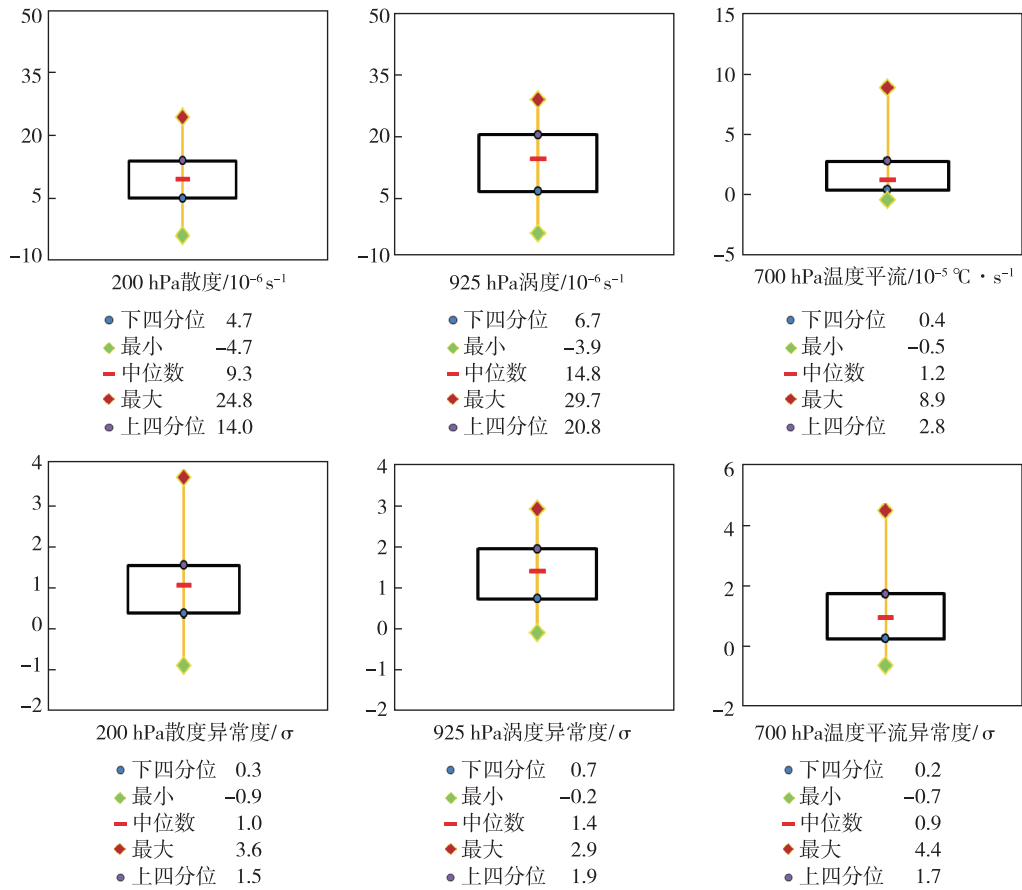 50
35
20
5
−10
200 hPa散度/10⁻⁶s⁻¹
下四分位 4.7
最小 −4.7
中位数 9.3
最大 24.8
上四分位 14.0
50
35
20
5
−10
925 hPa涡度/10⁻⁶s⁻¹
下四分位 6.7
最小 −3.9
中位数 14.8
最大 29.7
上四分位 20.8
15
10
5
0
−5
700 hPa温度平流/10⁻⁵ ℃·s⁻¹
下四分位 0.4
最小 −0.5
中位数 1.2
最大 8.9
上四分位 2.8
4
3
2
1
0
−1
−2
200 hPa散度异常度/σ
下四分位 0.3
最小 −0.9
中位数 1.0
最大 3.6
上四分位 1.5
4
3
2
1
0
−1
−2
925 hPa涡度异常度/σ
下四分位 0.7
最小 −0.2
中位数 1.4
最大 2.9
上四分位 1.9
6
4
2
0
−2
700 hPa温度平流异常度/σ
下四分位 0.2
最小 −0.7
中位数 0.9
最大 4.4
上四分位 1.7